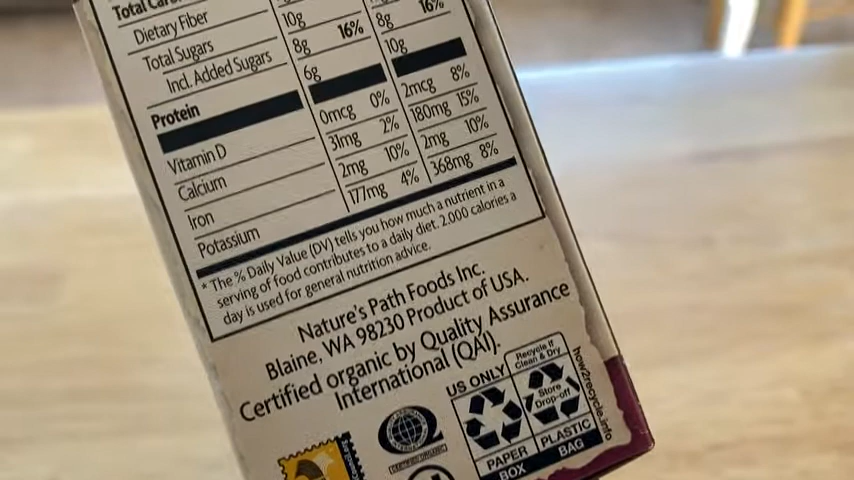 Total Carb
Dietary Fiber
Total Sugars 10g 8g 16%
Incl. Added Sugars 8g 16% 10g
Protein 6g
Vitamin D 0mcg 0% 2mcg 8%
Calcium 31mg 2% 180mg 15%
Iron 2mg 10% 2mg 10%
Potassium 177mg 4% 368mg 8%
* The % Daily Value (DV) tells you how much a nutrient in a
serving of food contributes to a daily diet. 2,000 calories a
day is used for general nutrition advice.
Nature's Path Foods Inc.
Blaine, WA 98230 Product of USA.
Certified organic by Quality Assurance
International (QAI).
US ONLY
Recycle if
Clean & Dry
Store
Drop-off
PAPER
BOX
PLASTIC
BAG
how2recycle.info
CERTIFIED ORGANIC